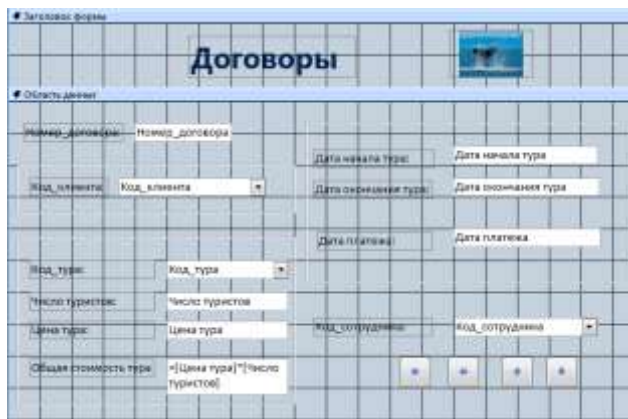 Заголовок формы
Договоры
Область данных
Номер_договора:
Номер_договора
Дата начала тура:
Дата начала тура
Код_клиента:
Код_клиента
Дата окончания тура:
Дата окончания тура
Дата платежа:
Дата платежа
Код_тура:
Код_тура
Число туристов:
Число туристов
Цена тура:
Цена тура
Код_сотрудника:
Код_сотрудника
Общая стоимость тура
=[Цена тура]*[Число
туристов]